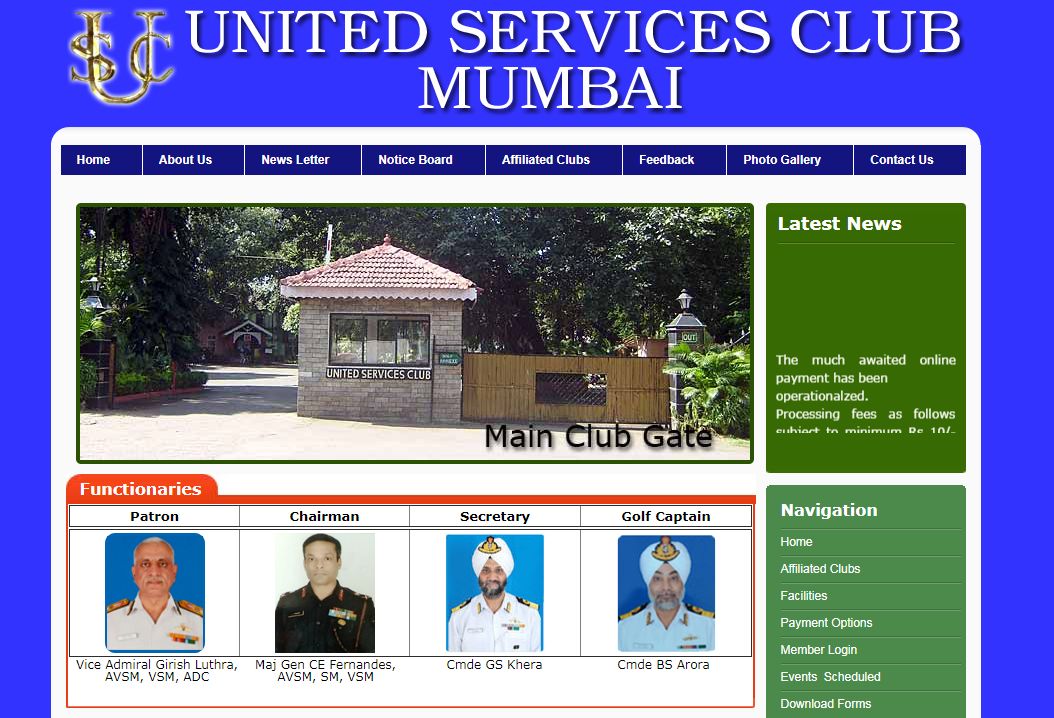 USC
UNITED SERVICES CLUB
MUMBAI
Home
About Us
News Letter
Notice Board
Affiliated Clubs
Feedback
Photo Gallery
Contact Us
UNITED SERVICES CLUB
OUT
Main Club Gate
Latest News
The much awaited online
payment has been
operationalzed.
Processing fees as follows
subject to minimum Rs 10/-
Functionaries
Patron
Chairman
Secretary
Golf Captain
Vice Admiral Girish Luthra,
AVSM, VSM, ADC
Maj Gen CE Fernandes,
AVSM, SM, VSM
Cmde GS Khera
Cmde BS Arora
Navigation
Home
Affiliated Clubs
Facilities
Payment Options
Member Login
Events Scheduled
Download Forms